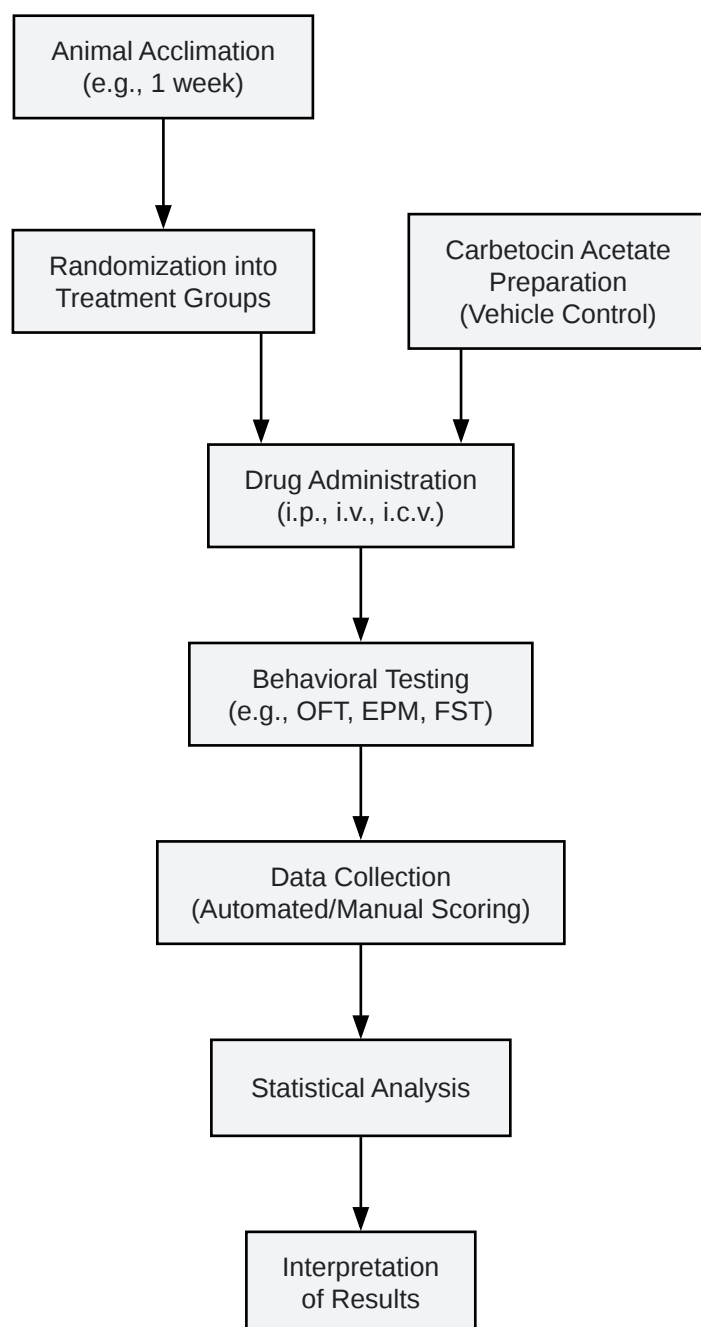 Animal Acclimation
(e.g., 1 week)
Randomization into
Treatment Groups
Carbetocin Acetate
Preparation
(Vehicle Control)
Drug Administration
(i.p., i.v., i.c.v.)
Behavioral Testing
(e.g., OFT, EPM, FST)
Data Collection
(Automated/Manual Scoring)
Statistical Analysis
Interpretation
of Results